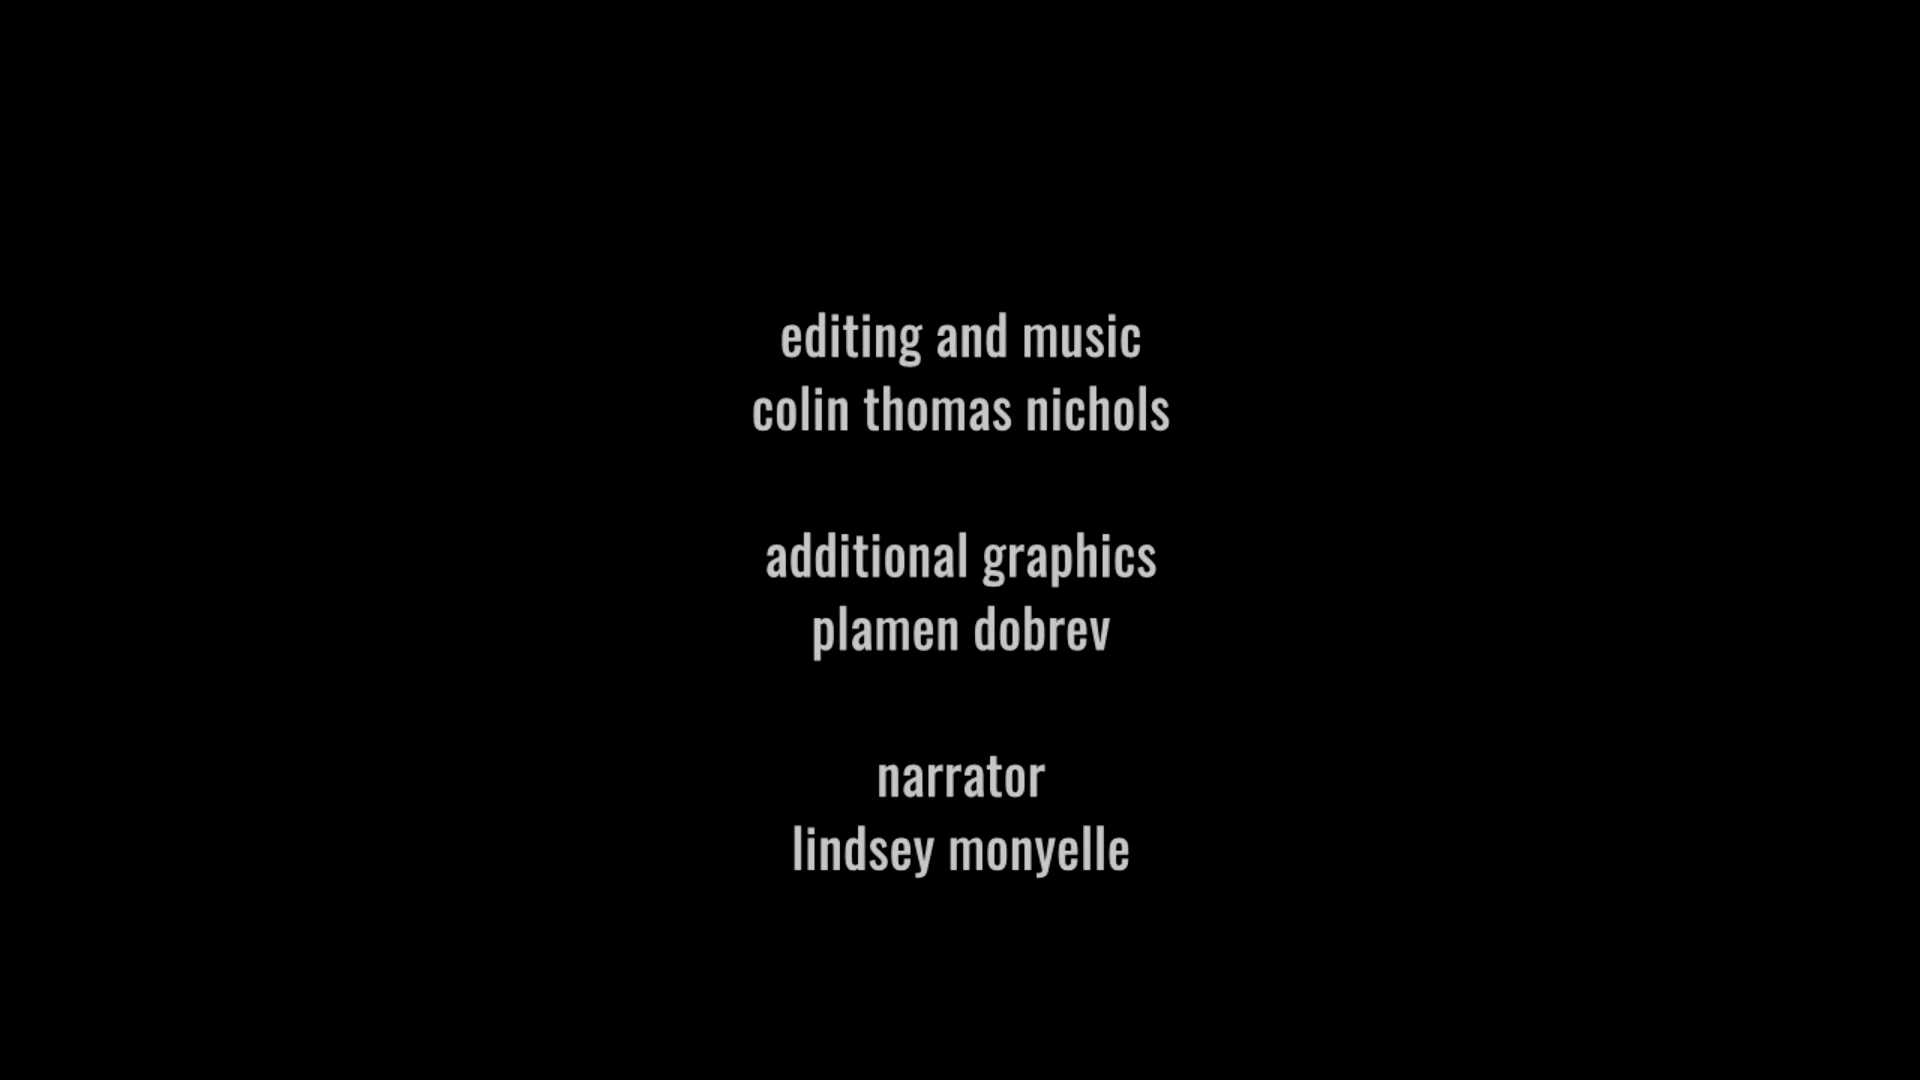 editing and music
colin thomas nichols
additional graphics
plamen dobrev
narrator
lindsey monyelle